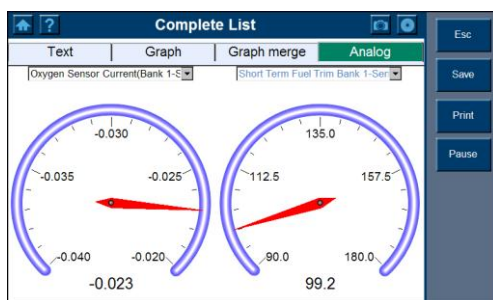 Complete List
Esc
Text Graph Graph merge Analog
Oxygen Sensor Current(Bank 1-S Short Term Fuel Trim Bank 1-Sen
Save
-0.030 135.0
Print
-0.035 -0.025 112.5 157.5
Pause
-0.040 -0.020 90.0 180.0
-0.023 99.2